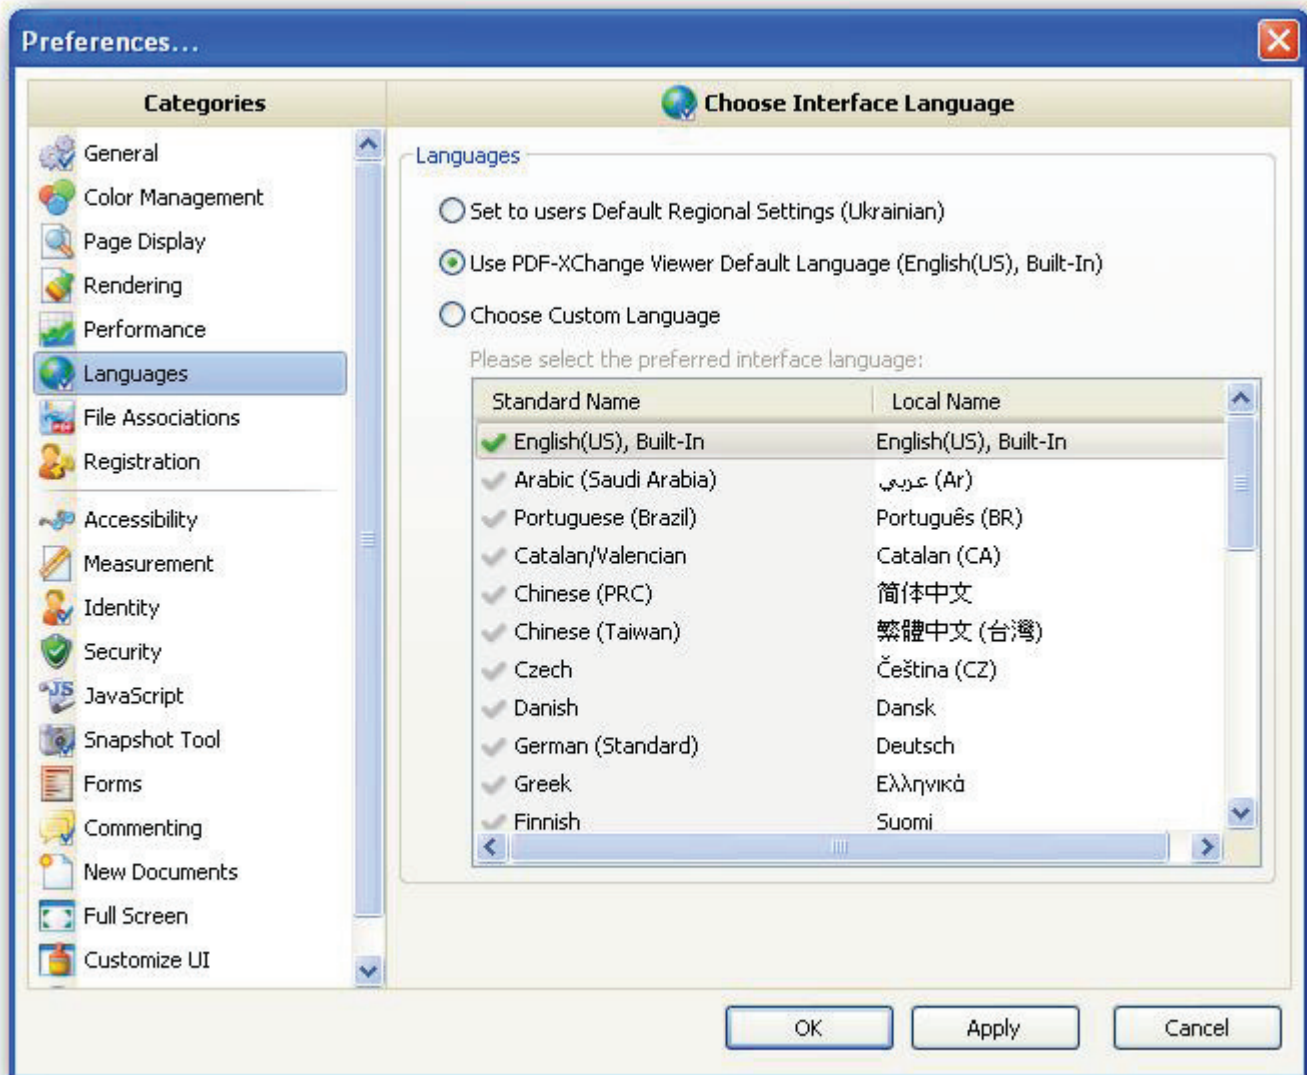 Preferences...
Categories
General
Color Management
Page Display
Rendering
Performance
Languages
File Associations
Registration
Accessibility
Measurement
Identity
Security
JavaScript
Snapshot Tool
Forms
Commenting
New Documents
Full Screen
Customize UI
Choose Interface Language
Languages
Set to users Default Regional Settings (Ukrainian)
Use PDF-XChange Viewer Default Language (English(US), Built-In)
Choose Custom Language
Please select the preferred interface language:
Standard Name Local Name
English(US), Built-In English(US), Built-In
Arabic (Saudi Arabia) عربي (Ar)
Portuguese (Brazil) Português (BR)
Catalan/Valencian Catalan (CA)
Chinese (PRC) 简体中文
Chinese (Taiwan) 繁體中文 (台灣)
Czech Čeština (CZ)
Danish Dansk
German (Standard) Deutsch
Greek Ελληνικά
Finnish Suomi
OK Apply Cancel